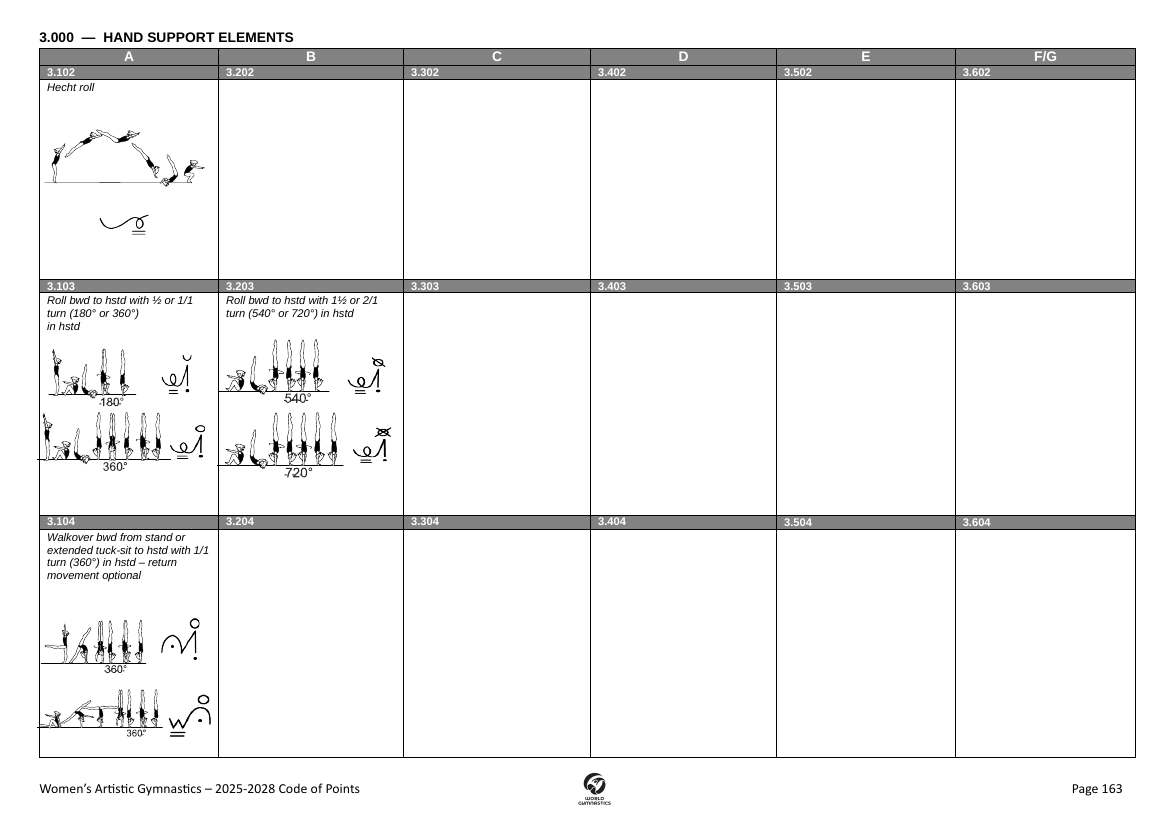 3.000 — HAND SUPPORT ELEMENTS
A B C D E F/G
3.102 3.202 3.302 3.402 3.502 3.602
Hecht roll
3.103 3.203 3.303 3.403 3.503 3.603
Roll bwd to hstd with ½ or 1/1
turn (180° or 360°)
in hstd
180°
360°
Roll bwd to hstd with 1½ or 2/1
turn (540° or 720°) in hstd
540°
720°
3.104 3.204 3.304 3.404 3.504 3.604
Walkover bwd from stand or
extended tuck-sit to hstd with 1/1
turn (360°) in hstd – return
movement optional
360°
360°
Women's Artistic Gymnastics – 2025-2028 Code of Points
WORLD
GYMNASTICS
Page 163